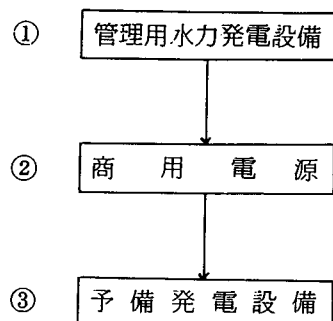 ① 管理用水力発電設備
② 商用電源
③ 予備発電設備